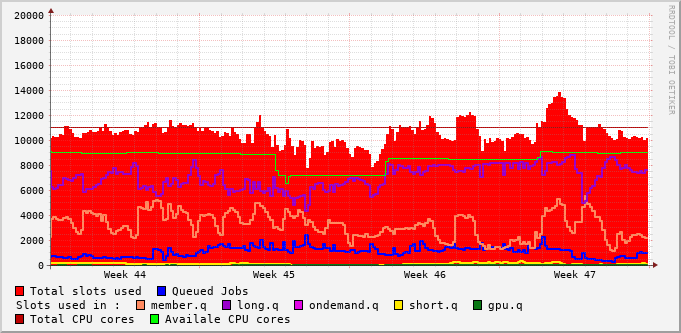 20000
18000
16000
14000
12000
10000
8000
6000
4000
2000
0
Week 44 Week 45 Week 46 Week 47
Total slots used Queued Jobs
Slots used in : member.q long.q ondemand.q short.q gpu.q
Total CPU cores Availale CPU cores
RRDTOOL / TOBI OETIKER